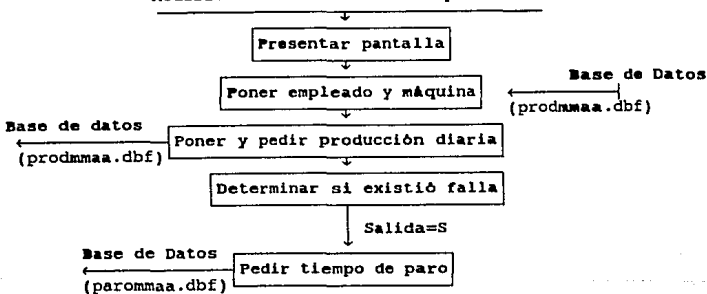 Presentar pantalla
Base de Datos
Poner empleado y máquina
(prodmmaa.dbf)
Base de datos
Poner y pedir producción diaria
(prodmmaa.dbf)
Determinar si existió falla
Salida=S
Base de Datos
Pedir tiempo de paro
(parommaa.dbf)